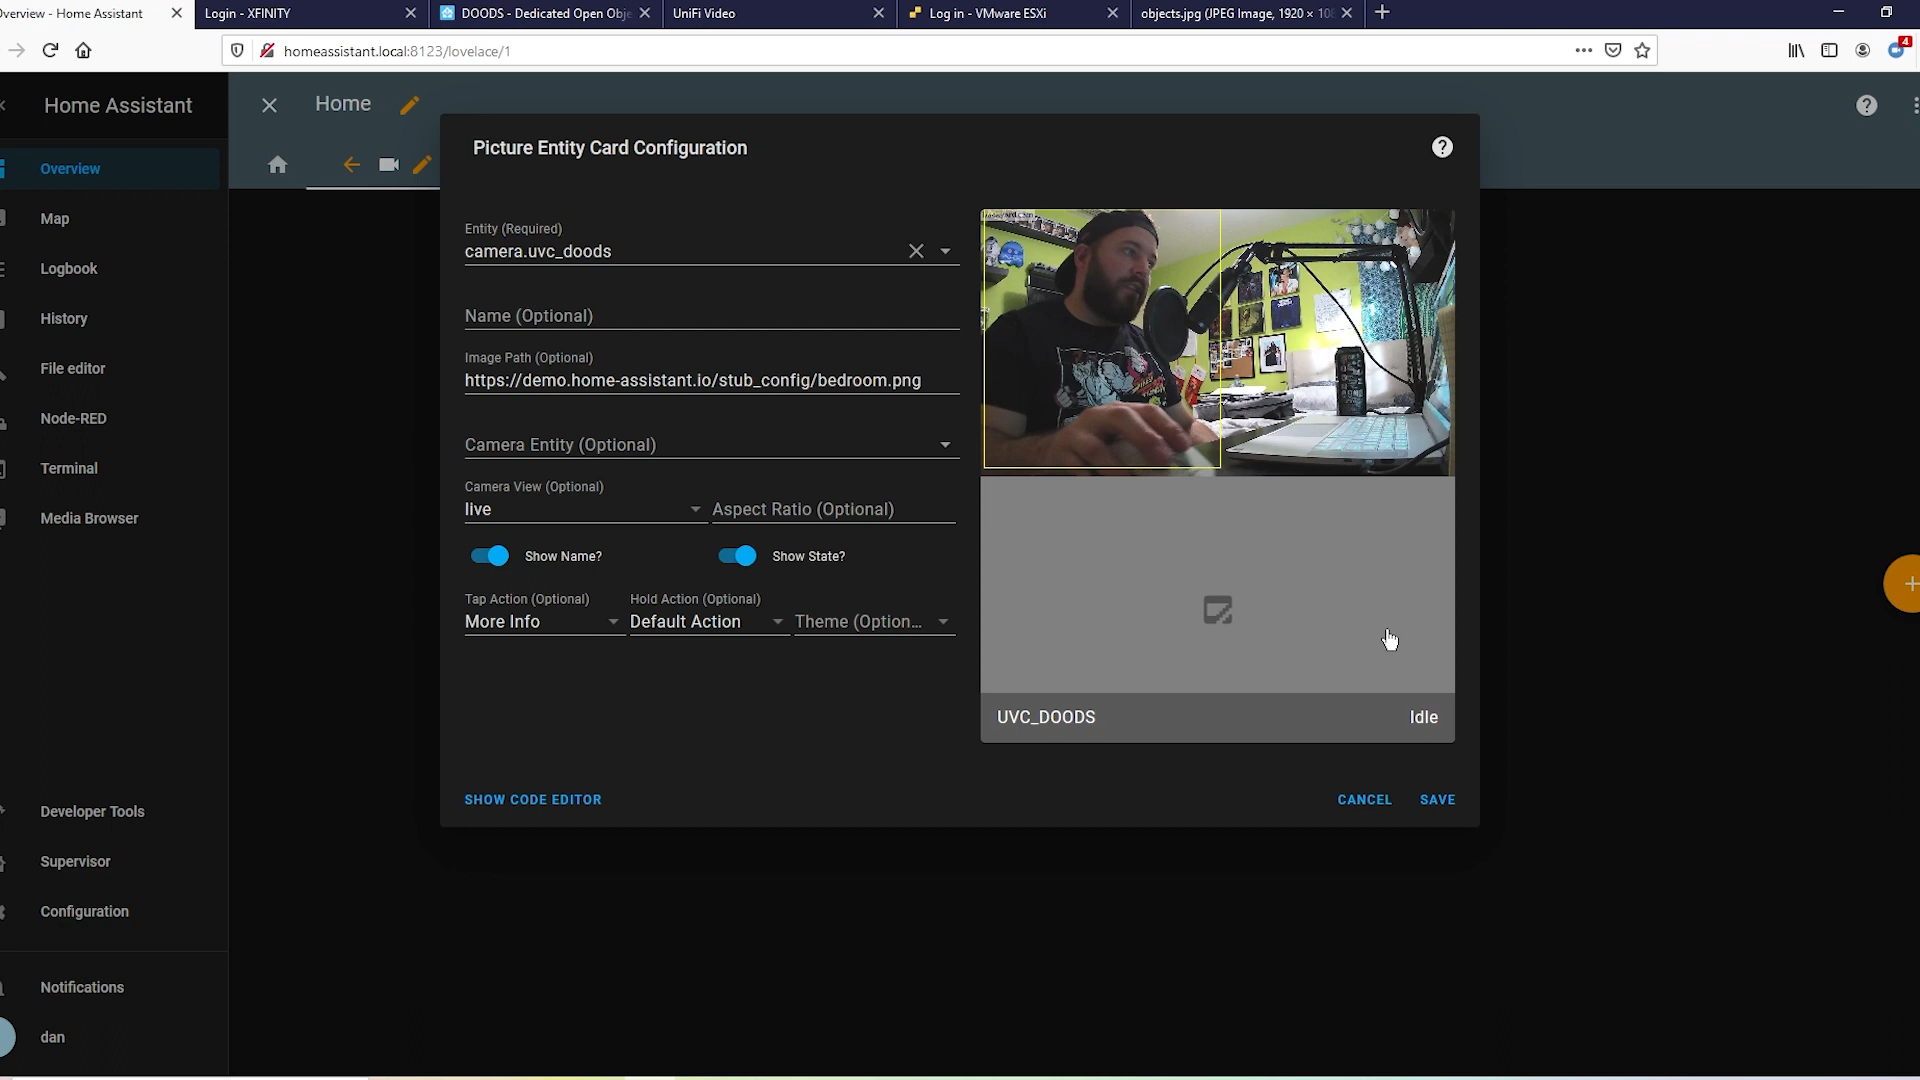 Overview - Home Assistant
Login - XFINITY
DOODS - Dedicated Open Obje
UniFi Video
Log in - VMware ESXi
objects.jpg (JPEG Image, 1920 × 108
homeassistant.local:8123/lovelace/1
4
Home Assistant
Home
Overview
Map
Logbook
History
File editor
Node-RED
Terminal
Media Browser
Developer Tools
Supervisor
Configuration
Notifications
dan
Picture Entity Card Configuration
Entity (Required)
camera.uvc_doods
Name (Optional)
Image Path (Optional)
https://demo.home-assistant.io/stub_config/bedroom.png
Camera Entity (Optional)
Camera View (Optional)
live
Aspect Ratio (Optional)
Show Name?
Show State?
Tap Action (Optional)
More Info
Hold Action (Optional)
Default Action
Theme (Option...
UVC_DOODS
Idle
SHOW CODE EDITOR
CANCEL
SAVE